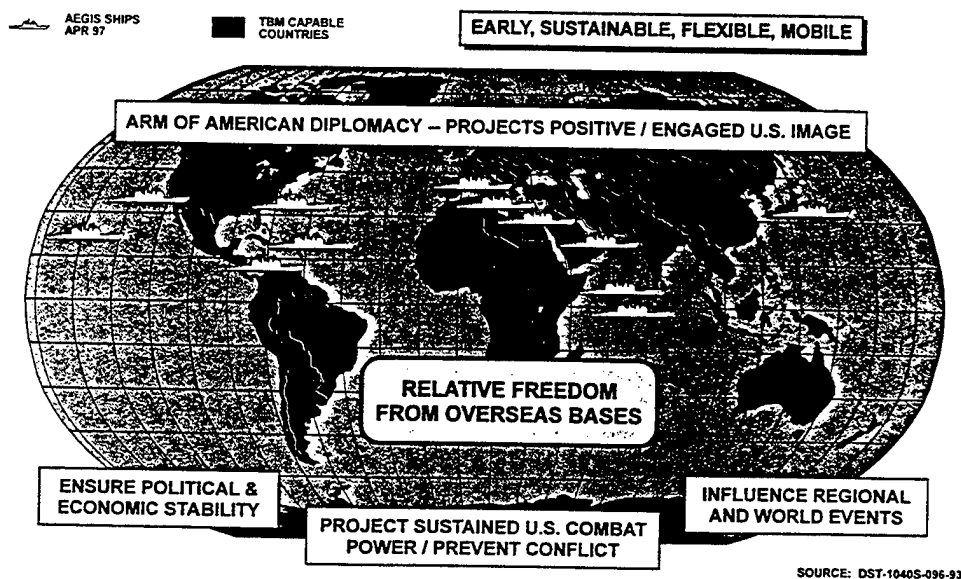 AEGIS SHIPS
APR 97
TBM CAPABLE
COUNTRIES
EARLY, SUSTAINABLE, FLEXIBLE, MOBILE
ARM OF AMERICAN DIPLOMACY – PROJECTS POSITIVE / ENGAGED U.S. IMAGE
RELATIVE FREEDOM
FROM OVERSEAS BASES
ENSURE POLITICAL &
ECONOMIC STABILITY
PROJECT SUSTAINED U.S. COMBAT
POWER / PREVENT CONFLICT
INFLUENCE REGIONAL
AND WORLD EVENTS
SOURCE: DST-1040S-096-93